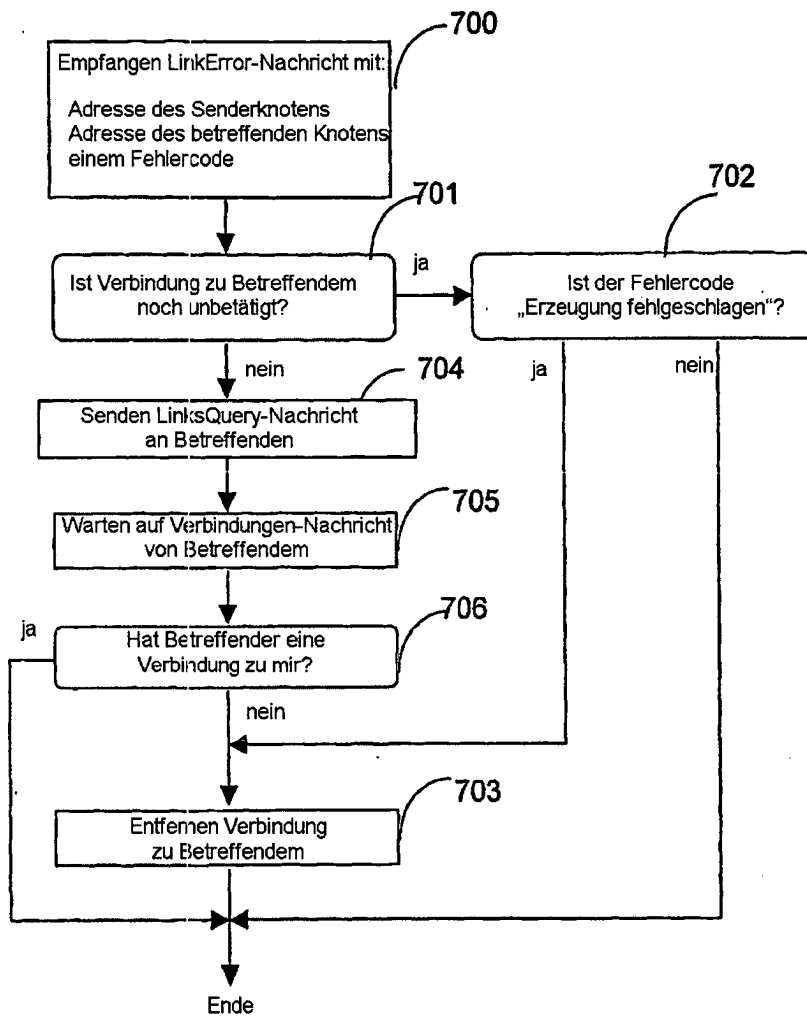 700
Empfangen LinkError-Nachricht mit:
Adresse des Senderknotens
Adresse des betreffenden Knotens
einem Fehlercode
701
702
Ist Verbindung zu Betreffendem
noch unbetätigt?
ja
Ist der Fehlercode
„Erzeugung fehlgeschlagen“?
nein
ja
nein
704
Senden LinksQuery-Nachricht
an Betreffenden
705
Warten auf Verbindungen-Nachricht
von Betreffendem
706
ja
Hat Betreffender eine
Verbindung zu mir?
nein
703
Entfernen Verbindung
zu Betreffendem
Ende